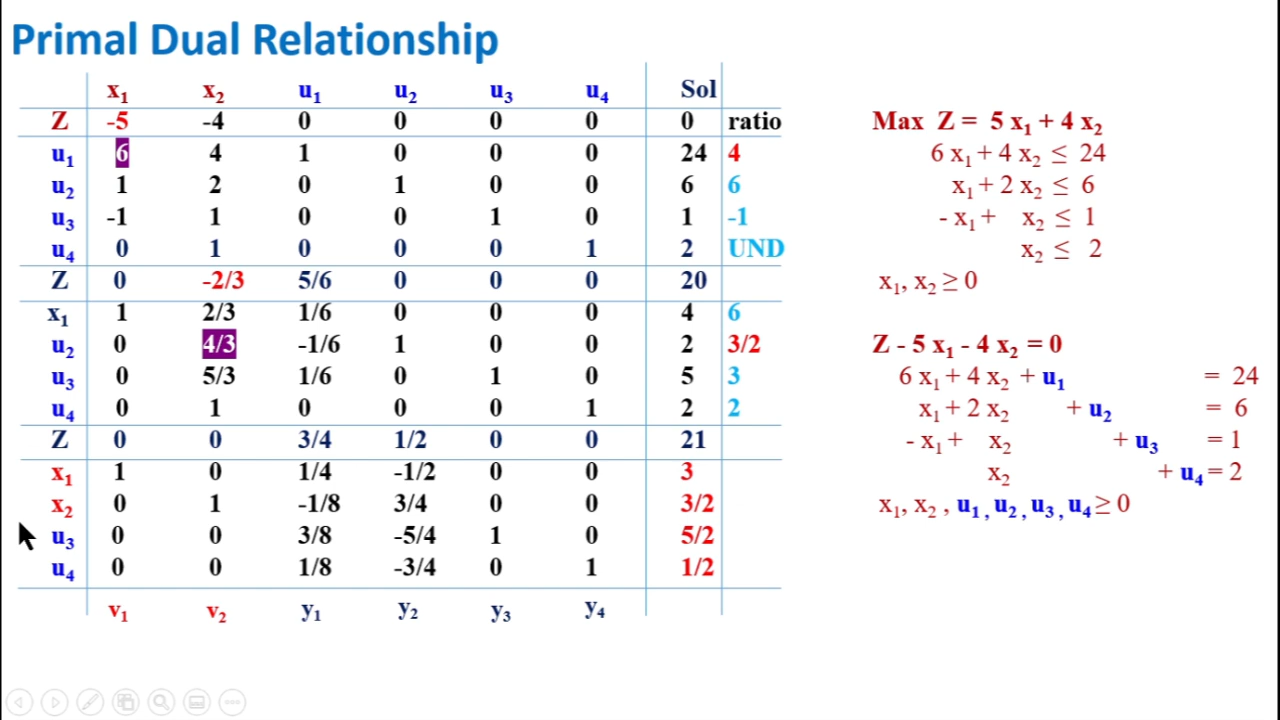 Primal Dual Relationship
x₁ x₂ u₁ u₂ u₃ u₄ Sol
Z -5 -4 0 0 0 0 0 ratio
u₁ 6 4 1 0 0 0 24 4
u₂ 1 2 0 1 0 0 6 6
u₃ -1 1 0 0 1 0 1 -1
u₄ 0 1 0 0 0 1 2 UND
Z 0 -2/3 5/6 0 0 0 20
x₁ 1 2/3 1/6 0 0 0 4 6
u₂ 0 4/3 -1/6 1 0 0 2 3/2
u₃ 0 5/3 1/6 0 1 0 5 3
u₄ 0 1 0 0 0 1 2 2
Z 0 0 3/4 1/2 0 0 21
x₁ 1 0 1/4 -1/2 0 0 3
x₂ 0 1 -1/8 3/4 0 0 3/2
u₃ 0 0 3/8 -5/4 1 0 5/2
u₄ 0 0 1/8 -3/4 0 1 1/2
v₁ v₂ y₁ y₂ y₃ y₄
Max Z = 5 x₁ + 4 x₂
6 x₁ + 4 x₂ ≤ 24
x₁ + 2 x₂ ≤ 6
- x₁ + x₂ ≤ 1
x₂ ≤ 2
x₁, x₂ ≥ 0
Z - 5 x₁ - 4 x₂ = 0
6 x₁ + 4 x₂ + u₁ = 24
x₁ + 2 x₂ + u₂ = 6
- x₁ + x₂ + u₃ = 1
x₂ + u₄ = 2
x₁, x₂ , u₁ , u₂ , u₃ , u₄ ≥ 0